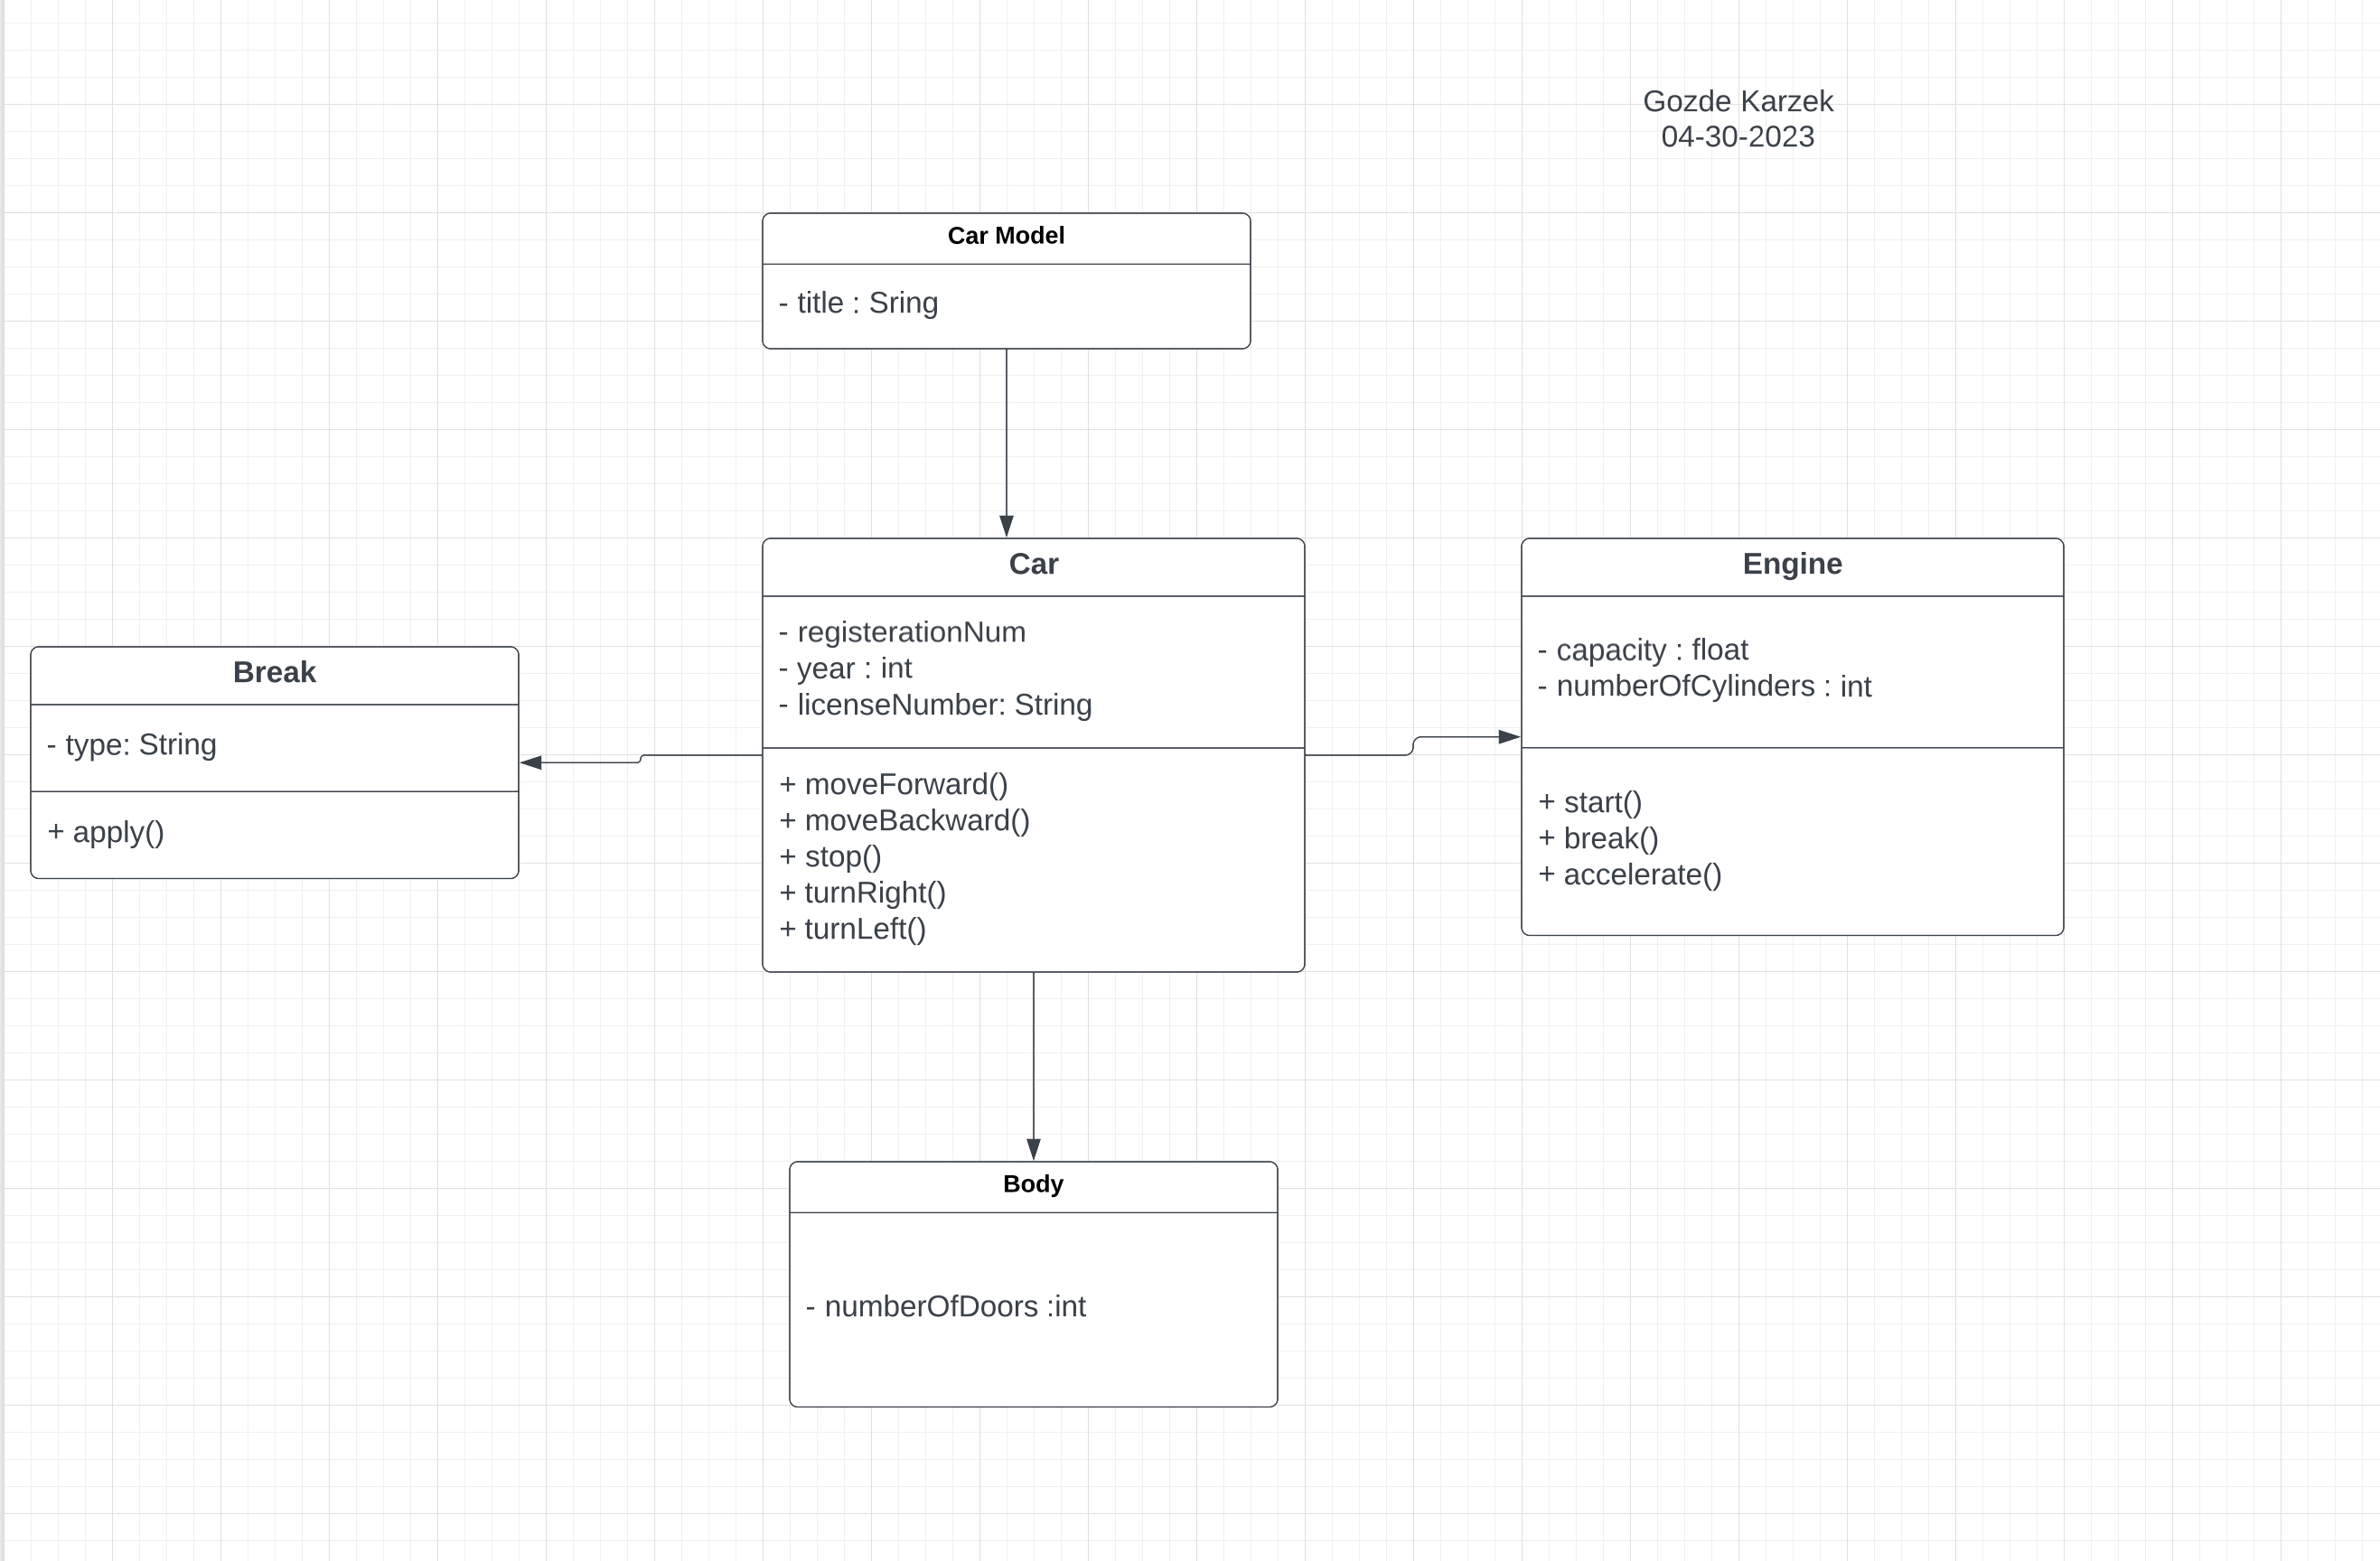 Gozde Karzek
04-30-2023
Car Model
- title : Sring
Car
- registerationNum
- year : int
- licenseNumber: String
+ moveForward()
+ moveBackward()
+ stop()
+ turnRight()
+ turnLeft()
Engine
- capacity : float
- numberOfCylinders : int
+ start()
+ break()
+ accelerate()
Break
- type: String
+ apply()
Body
- numberOfDoors :int